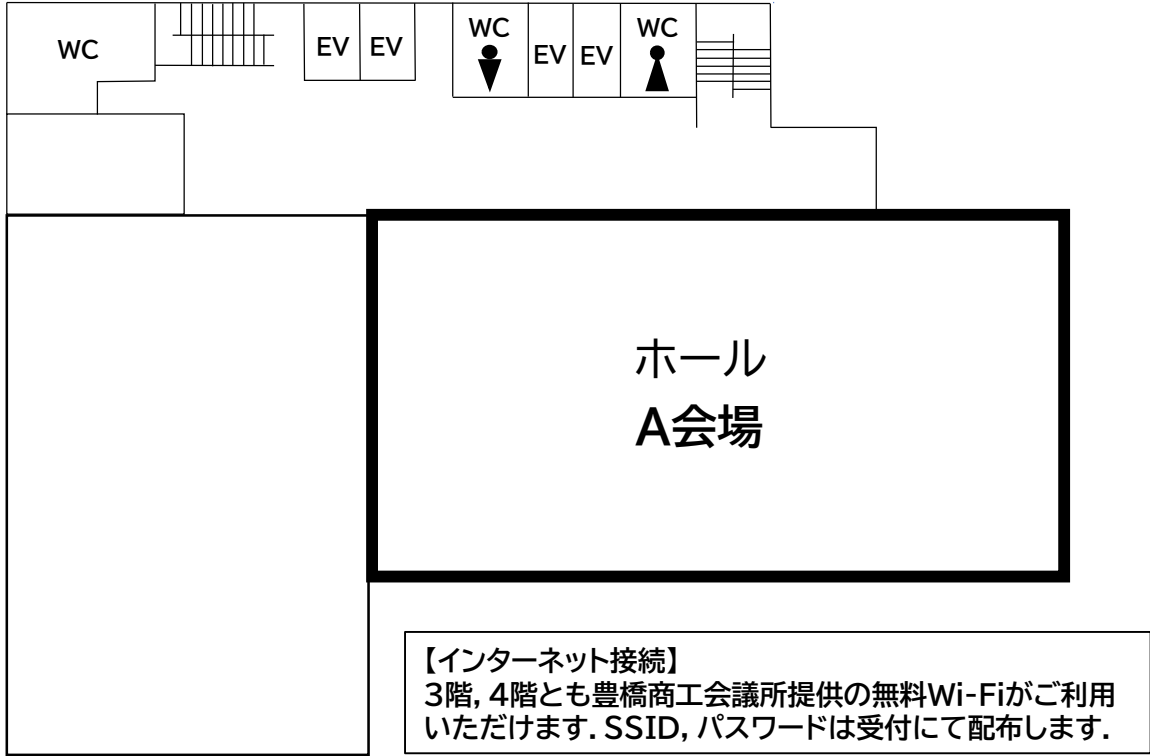 WC
EV
EV
WC
EV
EV
WC
ホール
A会場
【インターネット接続】
3階，4階とも豊橋商工会議所提供の無料Wi-Fiがご利用
いただけます．SSID，パスワードは受付にて配布します．